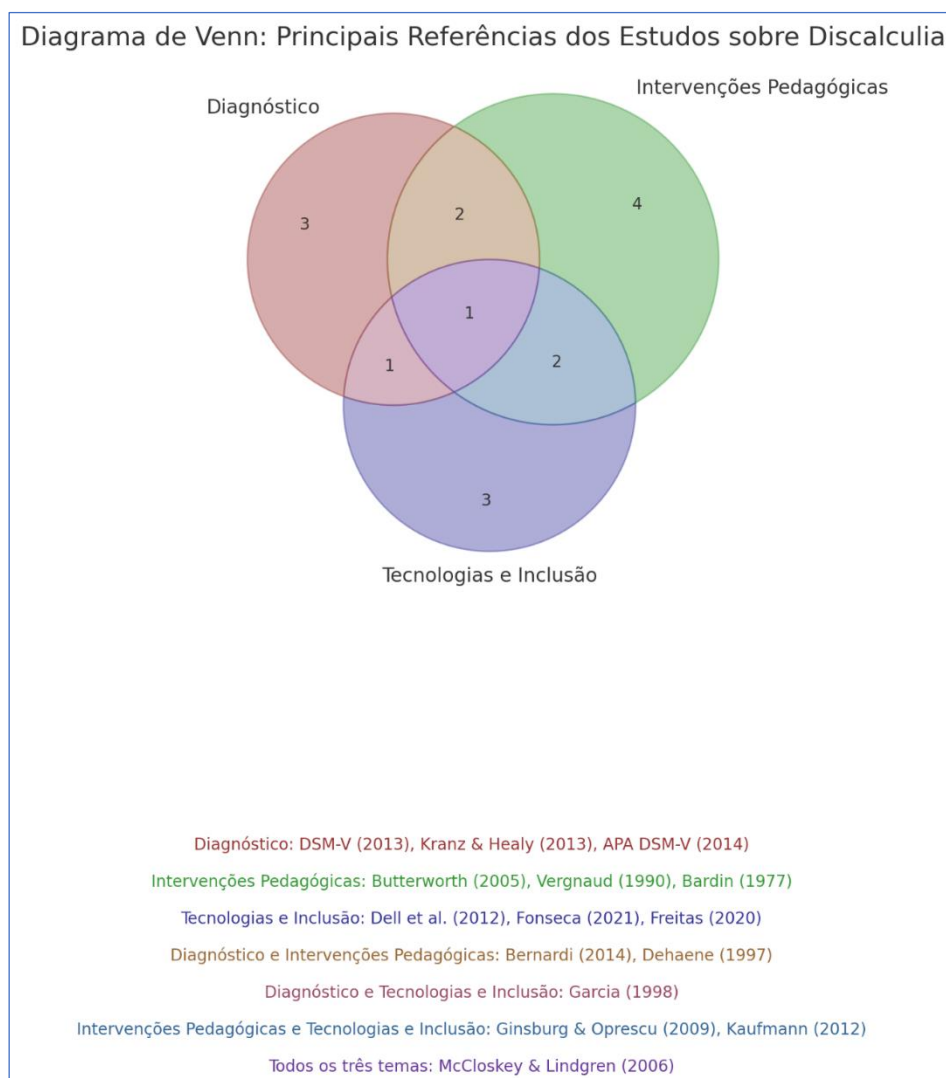 Diagrama de Venn: Principais Referências dos Estudos sobre Discalculia
Intervenções Pedagógicas
Diagnóstico
4
2
3
1
1
2
3
Tecnologias e Inclusão
Diagnóstico: DSM-V (2013), Kranz & Healy (2013), APA DSM-V (2014)
Intervenções Pedagógicas: Butterworth (2005), Vergnaud (1990), Bardin (1977)
Tecnologias e Inclusão: Dell et al. (2012), Fonseca (2021), Freitas (2020)
Diagnóstico e Intervenções Pedagógicas: Bernardi (2014), Dehaene (1997)
Diagnóstico e Tecnologias e Inclusão: Garcia (1998)
Intervenções Pedagógicas e Tecnologias e Inclusão: Ginsburg & Oprescu (2009), Kaufmann (2012)
Todos os três temas: McCloskey & Lindgren (2006)